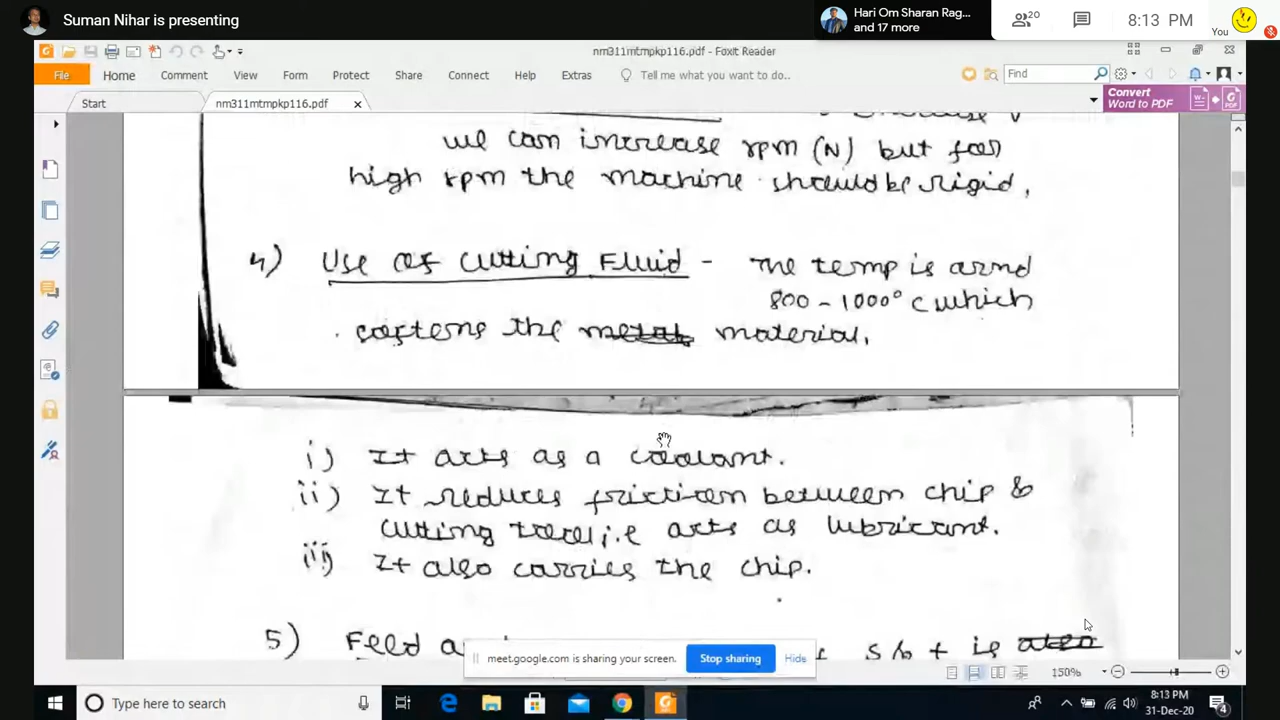 Suman Nihar is presenting
Hari Om Sharan Rag...
and 17 more
20
8:13 PM
You
nm311mtmpkp116.pdf - Foxit Reader
File Home Comment View Form Protect Share Connect Help Extras Tell me what you want to do.. Find
Start nm311mtmpkp116.pdf
Convert
Word to PDF
we can increase rpm (N) but for
high rpm the machine should be rigid,
4) Use of Cutting Fluid - The temp is arnd
800 - 1000° C which
softens the material.
i) It acts as a coolant.
ii) It reduces friction between chip &
cutting tool i.e acts as lubricant.
iii) It also carries the chip.
5) Feed s/o t is
meet.google.com is sharing your screen. Stop sharing Hide
150%
Type here to search
8:13 PM
31-Dec-20
4